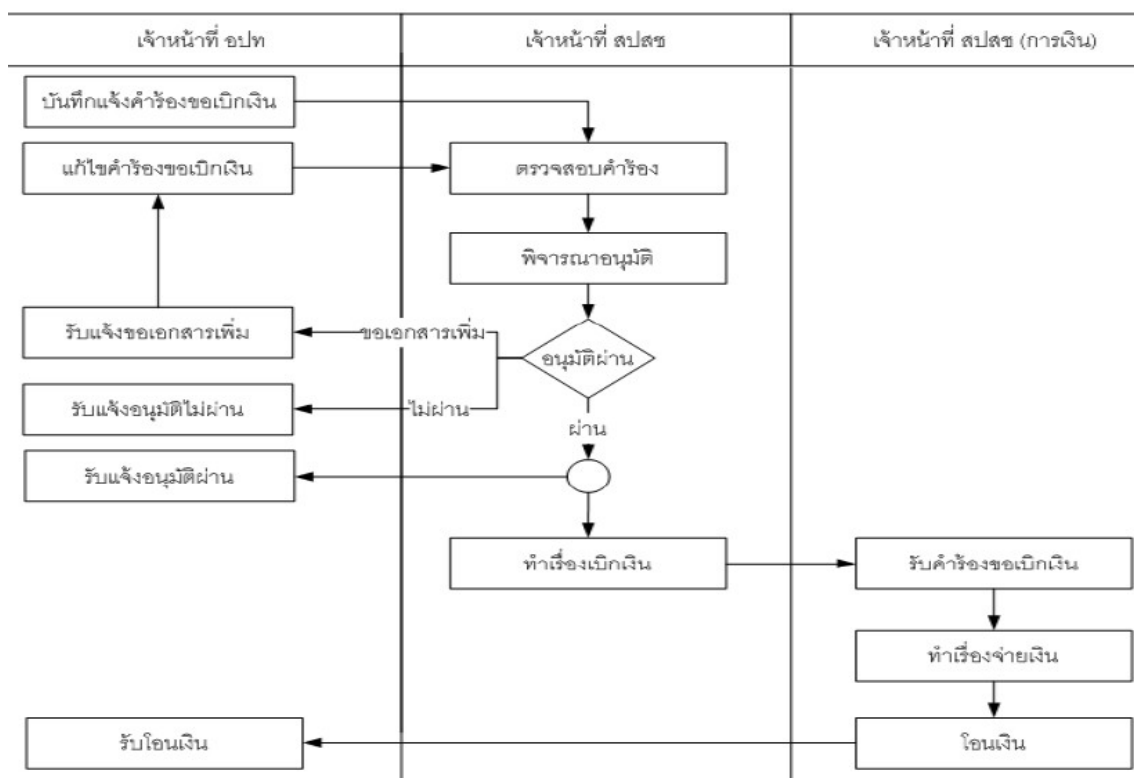 เจ้าหน้าที่ อปท
เจ้าหน้าที่ สปสช
เจ้าหน้าที่ สปสช (การเงิน)
บันทึกแจ้งคำร้องขอเบิกเงิน
แก้ไขคำร้องขอเบิกเงิน
ตรวจสอบคำร้อง
พิจารณาอนุมัติ
รับแจ้งขอเอกสารเพิ่ม
ขอเอกสารเพิ่ม
อนุมัติผ่าน
รับแจ้งอนุมัติไม่ผ่าน
ไม่ผ่าน
ผ่าน
รับแจ้งอนุมัติผ่าน
ทำเรื่องเบิกเงิน
รับคำร้องขอเบิกเงิน
ทำเรื่องจ่ายเงิน
รับโอนเงิน
โอนเงิน